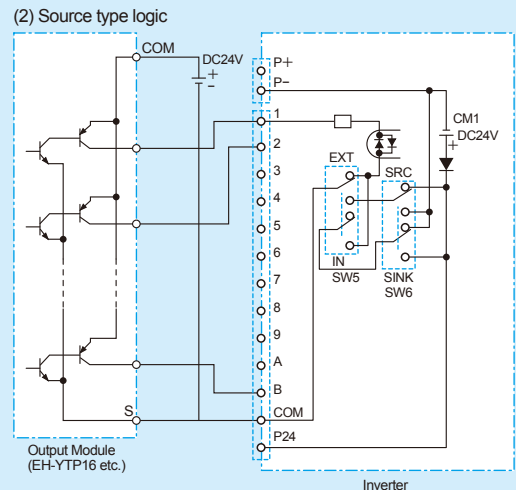 (2) Source type logic
COM
DC24V
+
−
P+
P−
1
2
3
4
5
6
7
8
9
A
B
COM
P24
S
EXT
IN
SW5
SRC
SINK
SW6
CM1
DC24V
+
Output Module
(EH-YTP16 etc.)
Inverter